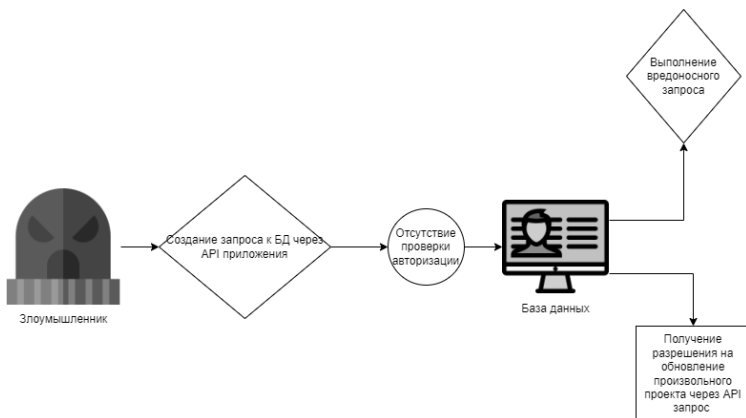 Злоумышленник
Создание запроса к БД через
API приложения
Отсутствие
проверки
авторизации
База данных
Выполнение
вредоносного
запроса
Получение
разрешения на
обновление
произвольного
проекта через API
запрос